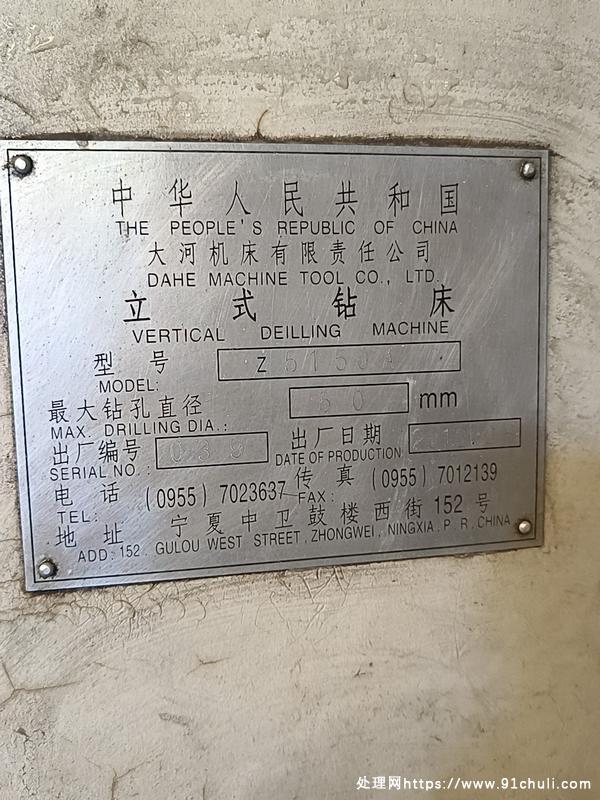 中华人民共和国
THE PEOPLE'S REPUBLIC OF CHINA
大河机床有限责任公司
DAHE MACHINE TOOL CO., LTD.
立式钻床
VERTICAL DEILLING MACHINE
型号 Z5150A
MODEL:
最大钻孔直径 50 mm
MAX. DRILLING DIA.:
出厂编号 出厂日期
SERIAL NO.: DATE OF PRODUCTION
电话 (0955) 7023637 传真 (0955) 7012139
TEL: FAX:
地址 宁夏中卫鼓楼西街152号
ADD: 152. GULOU WEST STREET, ZHONGWEI, NINGXIA, P. R. CHINA
处理网https://www.91chuli.com